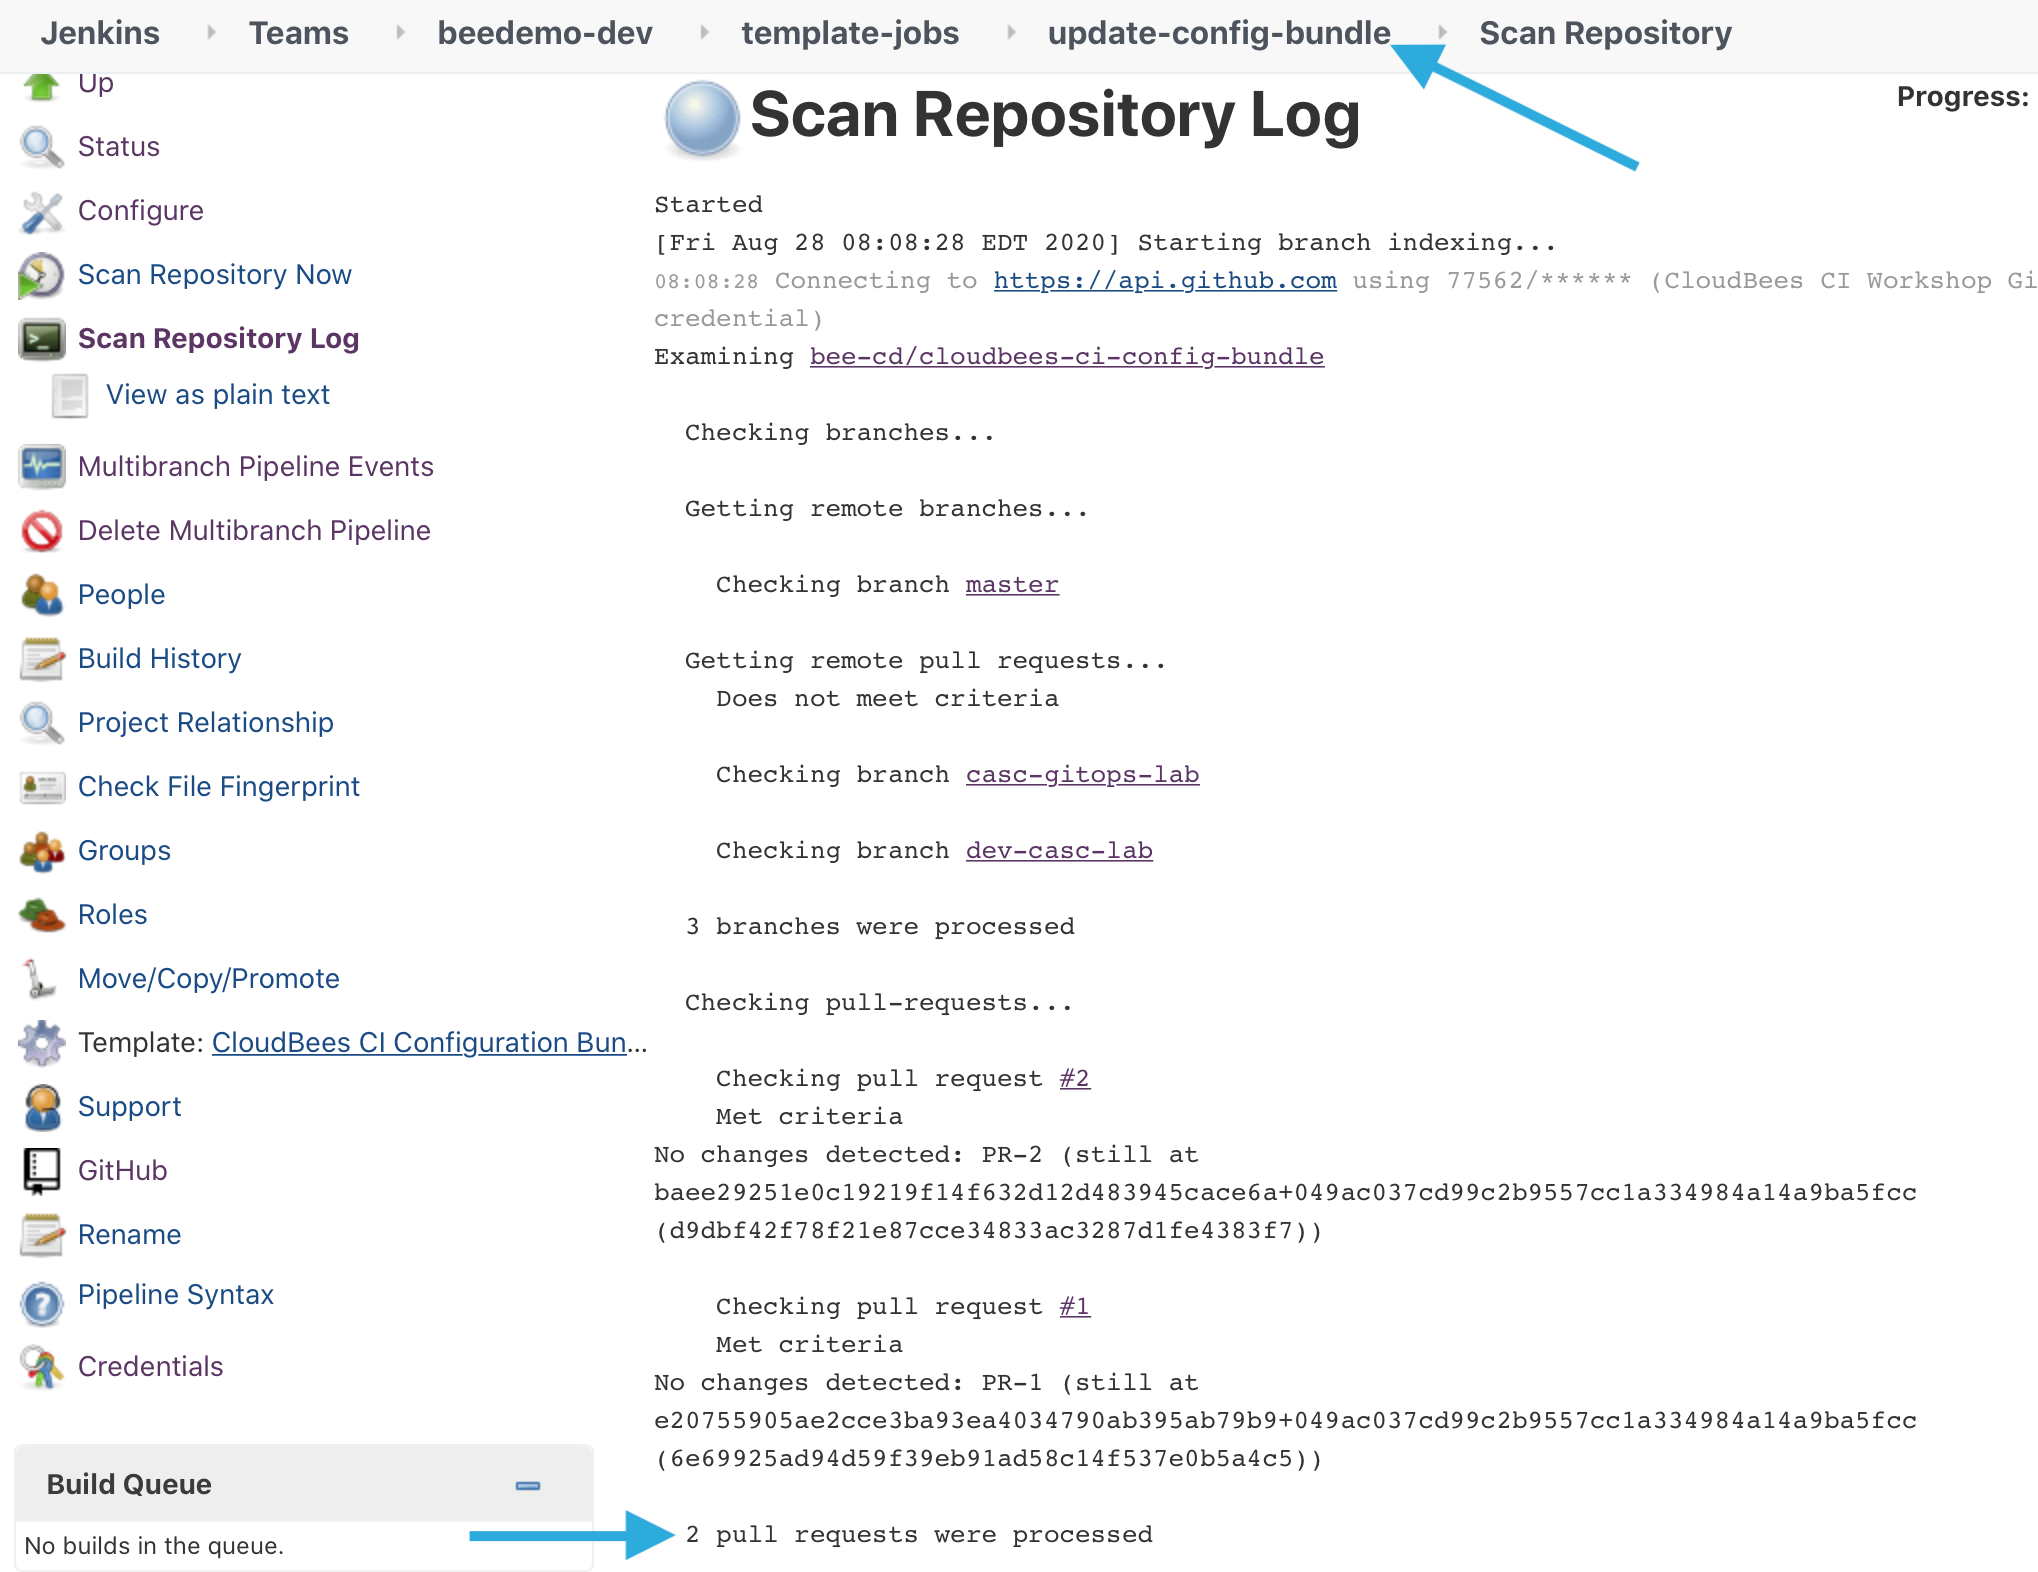 Jenkins Teams beedemo-dev template-jobs update-config-bundle Scan Repository
Up
Status
Configure
Scan Repository Now
Scan Repository Log
View as plain text
Multibranch Pipeline Events
Delete Multibranch Pipeline
People
Build History
Project Relationship
Check File Fingerprint
Groups
Roles
Move/Copy/Promote
Template: CloudBees CI Configuration Bun...
Support
GitHub
Rename
Pipeline Syntax
Credentials
Build Queue
No builds in the queue.
Scan Repository Log
Progress:
Started
[Fri Aug 28 08:08:28 EDT 2020] Starting branch indexing...
08:08:28 Connecting to https://api.github.com using 77562/****** (CloudBees CI Workshop Gi
credential)
Examining bee-cd/cloudbees-ci-config-bundle
Checking branches...
Getting remote branches...
Checking branch master
Getting remote pull requests...
Does not meet criteria
Checking branch casc-gitops-lab
Checking branch dev-casc-lab
3 branches were processed
Checking pull-requests...
Checking pull request #2
Met criteria
No changes detected: PR-2 (still at
baee29251e0c19219f14f632d12d483945cace6a+049ac037cd99c2b9557cc1a334984a14a9ba5fcc
(d9dbf42f78f21e87cce34833ac3287d1fe4383f7))
Checking pull request #1
Met criteria
No changes detected: PR-1 (still at
e20755905ae2cce3ba93ea4034790ab395ab79b9+049ac037cd99c2b9557cc1a334984a14a9ba5fcc
(6e69925ad94d59f39eb91ad58c14f537e0b5a4c5))
2 pull requests were processed